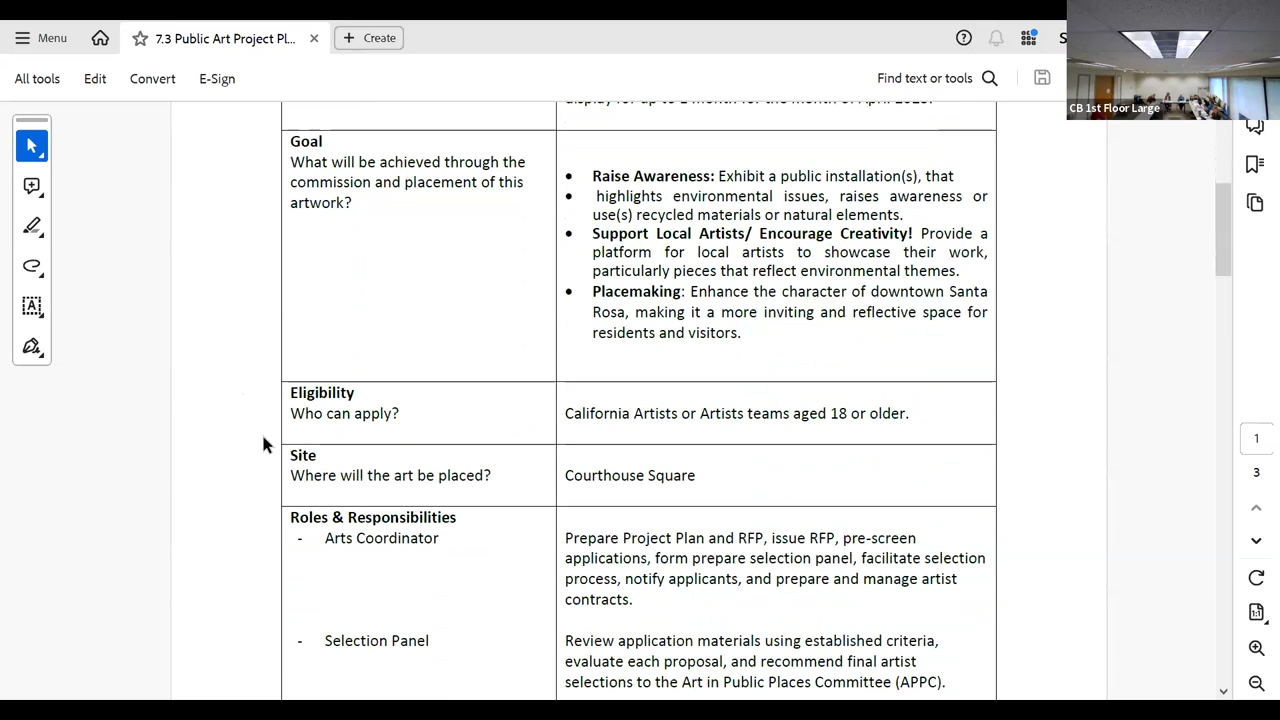 Menu
7.3 Public Art Project Pl...
Create
CB 1st Floor Large
All tools
Edit
Convert
E-Sign
Find text or tools
Goal
What will be achieved through the
commission and placement of this
artwork?
• Raise Awareness: Exhibit a public installation(s), that
• highlights environmental issues, raises awareness or
use(s) recycled materials or natural elements.
• Support Local Artists/ Encourage Creativity! Provide a
platform for local artists to showcase their work,
particularly pieces that reflect environmental themes.
• Placemaking: Enhance the character of downtown Santa
Rosa, making it a more inviting and reflective space for
residents and visitors.
Eligibility
Who can apply?
California Artists or Artists teams aged 18 or older.
Site
Where will the art be placed?
Courthouse Square
Roles & Responsibilities
- Arts Coordinator
Prepare Project Plan and RFP, issue RFP, pre-screen
applications, form prepare selection panel, facilitate selection
process, notify applicants, and prepare and manage artist
contracts.
- Selection Panel
Review application materials using established criteria,
evaluate each proposal, and recommend final artist
selections to the Art in Public Places Committee (APPC).
1
3
1:1